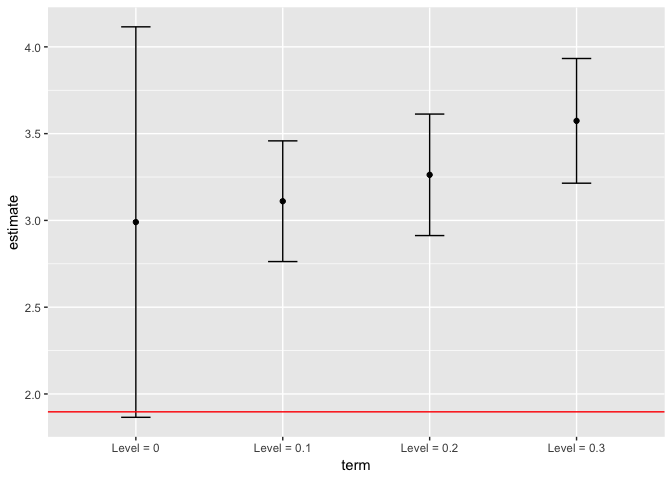 4.0
3.5
3.0
2.5
2.0
estimate
Level = 0
Level = 0.1
Level = 0.2
Level = 0.3
term